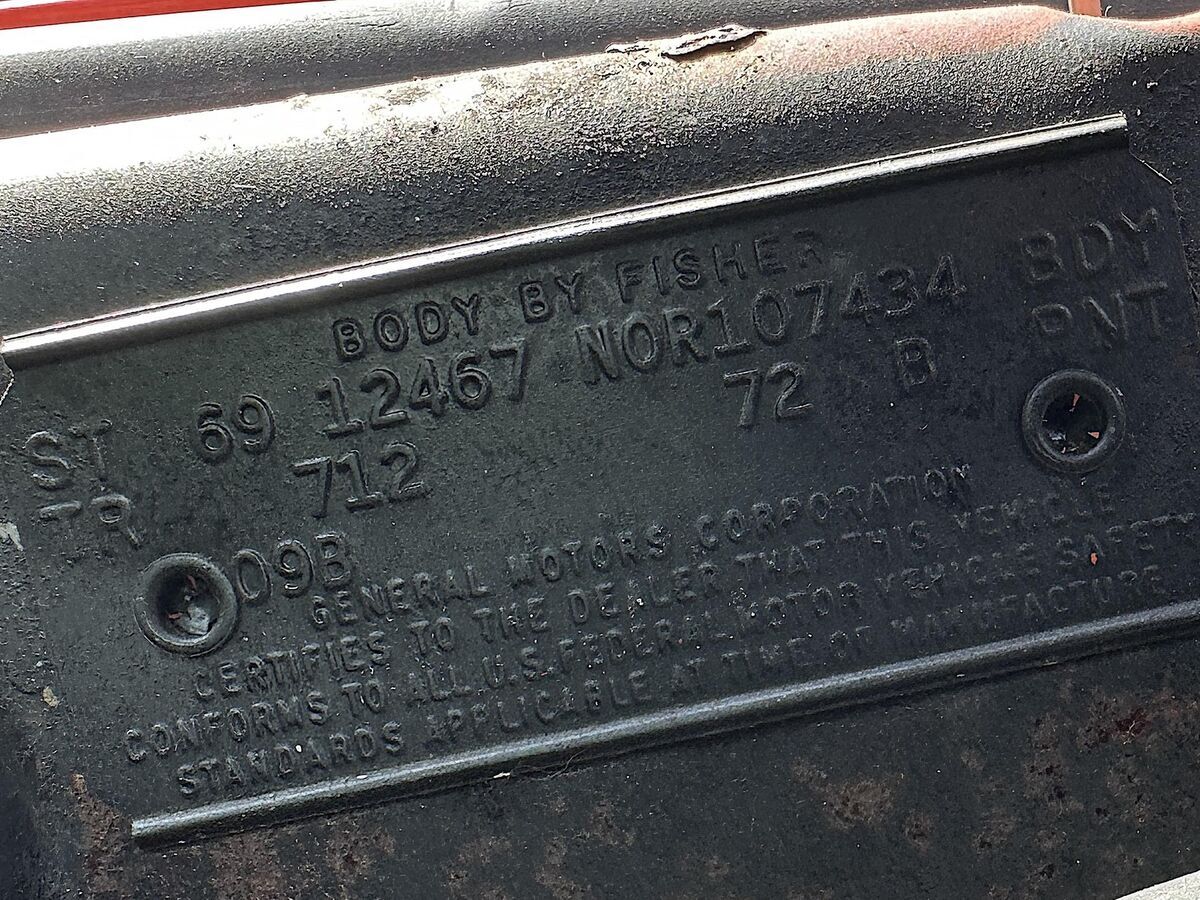 BODY BY FISHER
ST 69 12467 NOR107434 BDY
TR 712 72 B PNT
09B
GENERAL MOTORS CORPORATION
CERTIFIES TO THE DEALER THAT THIS VEHICLE
CONFORMS TO ALL U.S. FEDERAL MOTOR VEHICLE SAFETY
STANDARDS APPLICABLE AT TIME OF MANUFACTURE